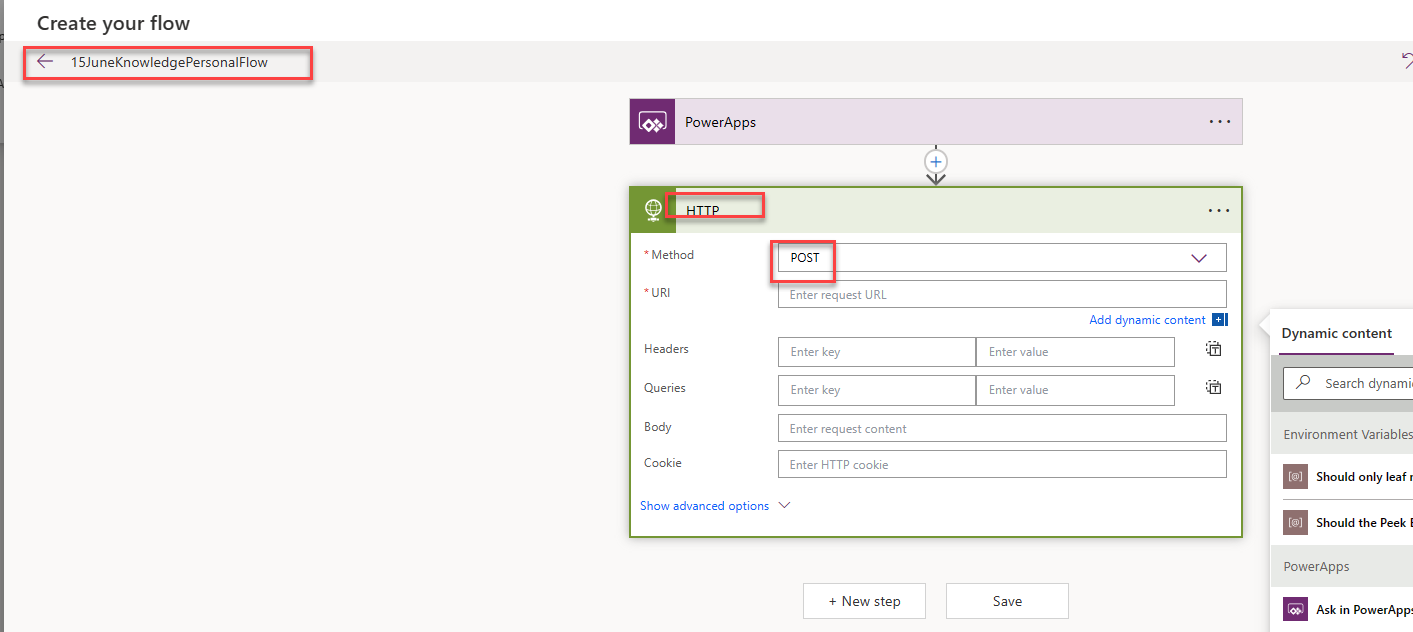 Create your flow
15JuneKnowledgePersonalFlow
PowerApps
HTTP
* Method
POST
* URI
Enter request URL
Add dynamic content
Headers
Enter key
Enter value
Queries
Enter key
Enter value
Body
Enter request content
Cookie
Enter HTTP cookie
Show advanced options
+ New step
Save
Dynamic content
Search dynami
Environment Variables
Should only leaf
Should the Peek
PowerApps
Ask in PowerApps